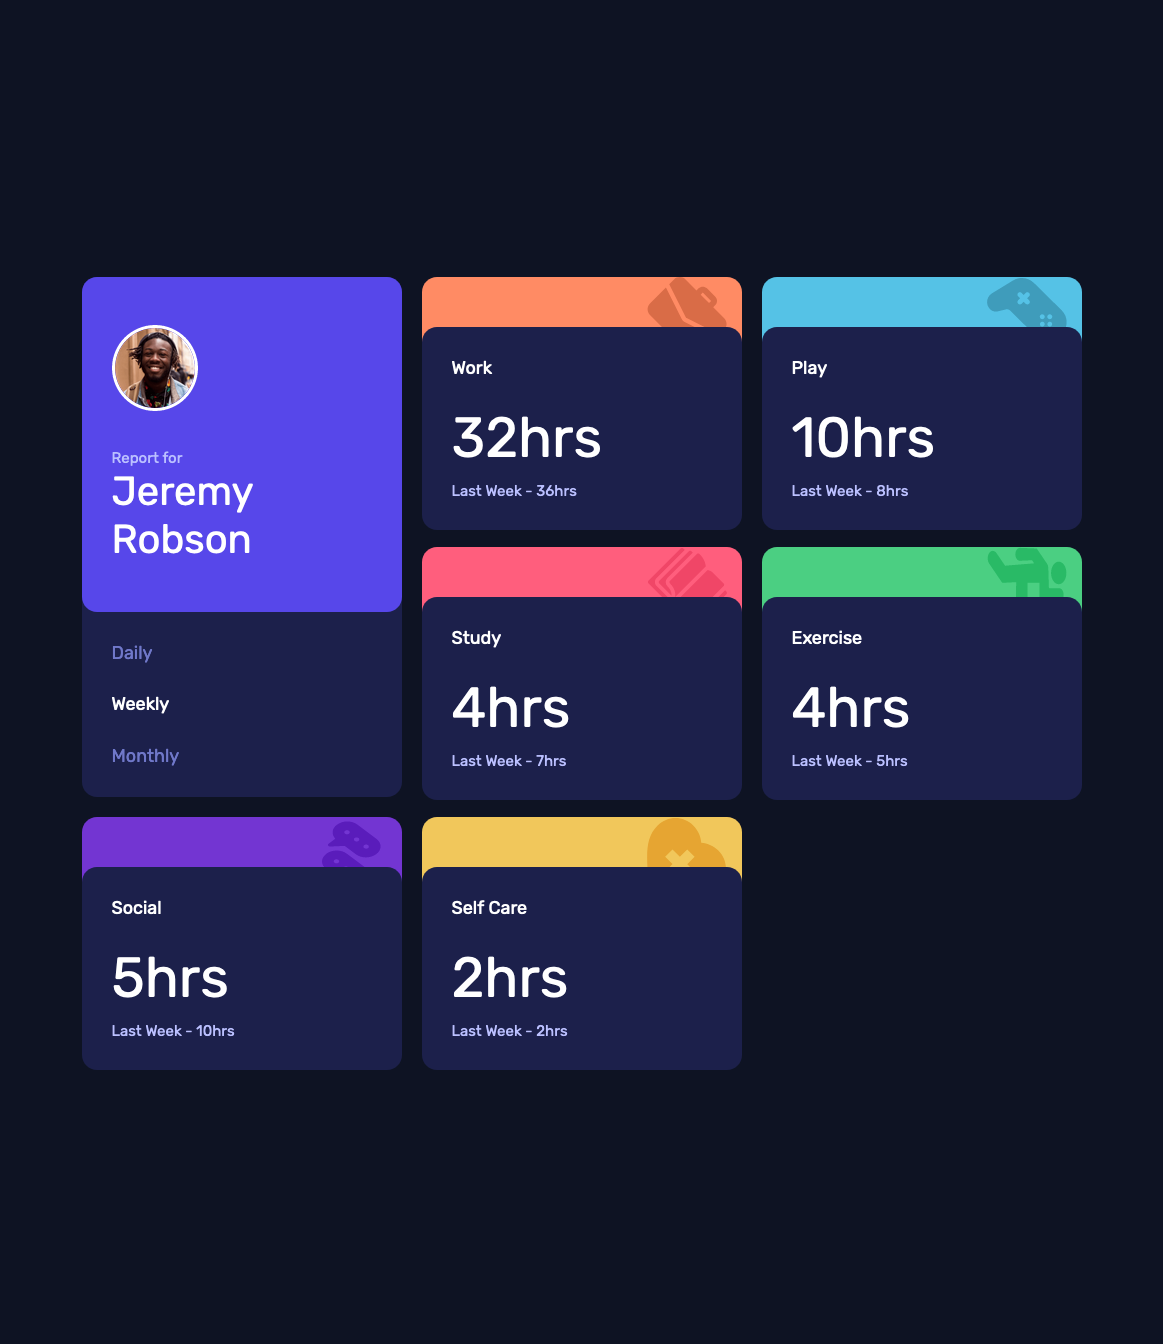 Report for
Jeremy
Robson
Daily
Weekly
Monthly
Work
32hrs
Last Week - 36hrs
Play
10hrs
Last Week - 8hrs
Study
4hrs
Last Week - 7hrs
Exercise
4hrs
Last Week - 5hrs
Social
5hrs
Last Week - 10hrs
Self Care
2hrs
Last Week - 2hrs